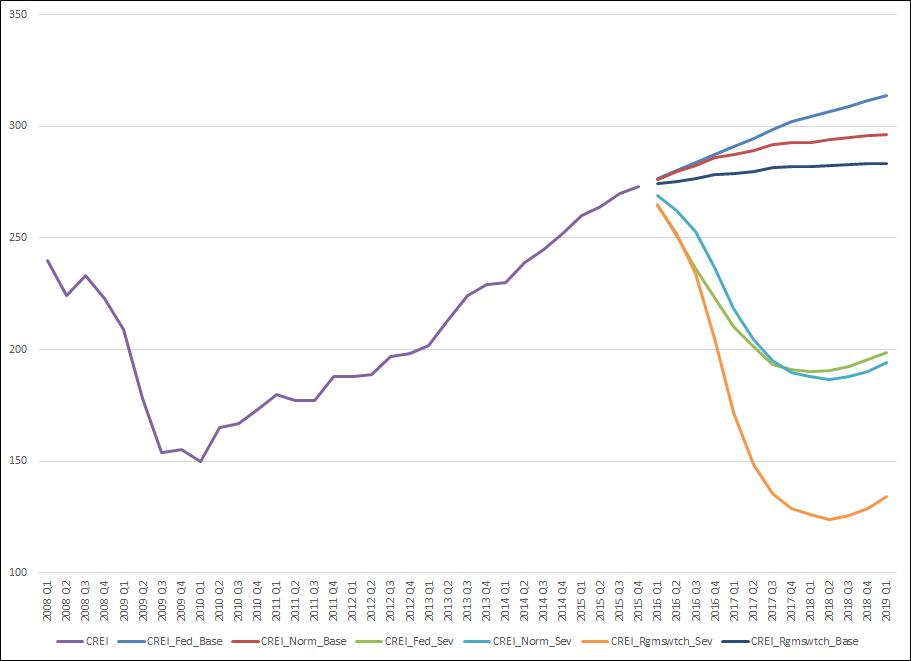 350
300
250
200
150
100
2008 Q1
2008 Q2
2008 Q3
2008 Q4
2009 Q1
2009 Q2
2009 Q3
2009 Q4
2010 Q1
2010 Q2
2010 Q3
2010 Q4
2011 Q1
2011 Q2
2011 Q3
2011 Q4
2012 Q1
2012 Q2
2012 Q3
2012 Q4
2013 Q1
2013 Q2
2013 Q3
2013 Q4
2014 Q1
2014 Q2
2014 Q3
2014 Q4
2015 Q1
2015 Q2
2015 Q3
2015 Q4
2016 Q1
2016 Q2
2016 Q3
2016 Q4
2017 Q1
2017 Q2
2017 Q3
2017 Q4
2018 Q1
2018 Q2
2018 Q3
2018 Q4
2019 Q1
CREI CREI_Fed_Base CREI_Norm_Base CREI_Fed_Sev CREI_Norm_Sev CREI_Rgmswtch_Sev CREI_Rgmswtch_Base